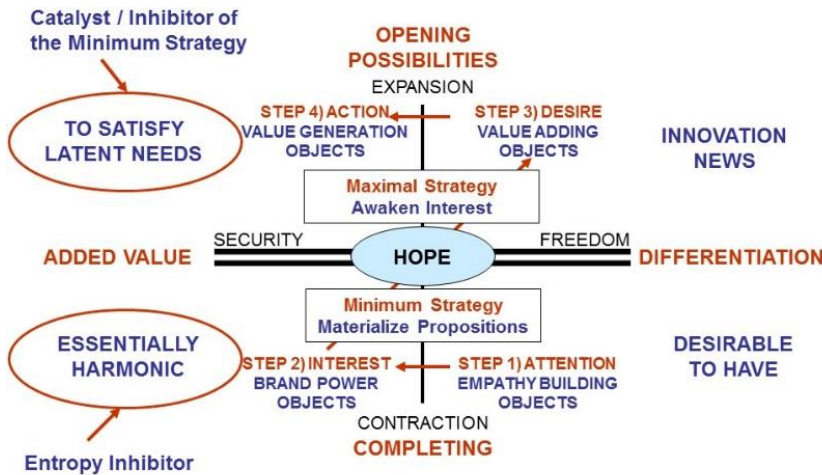 Catalyst / Inhibitor of
the Minimum Strategy
OPENING
POSSIBILITIES
EXPANSION
TO SATISFY
LATENT NEEDS
STEP 4) ACTION
VALUE GENERATION
OBJECTS
STEP 3) DESIRE
VALUE ADDING
OBJECTS
INNOVATION
NEWS
Maximal Strategy
Awaken Interest
ADDED VALUE
SECURITY
HOPE
FREEDOM
DIFFERENTIATION
Minimum Strategy
Materialize Propositions
ESSENTIALLY
HARMONIC
STEP 2) INTEREST
BRAND POWER
OBJECTS
STEP 1) ATTENTION
EMPATHY BUILDING
OBJECTS
DESIRABLE
TO HAVE
CONTRACTION
COMPLETING
Entropy Inhibitor